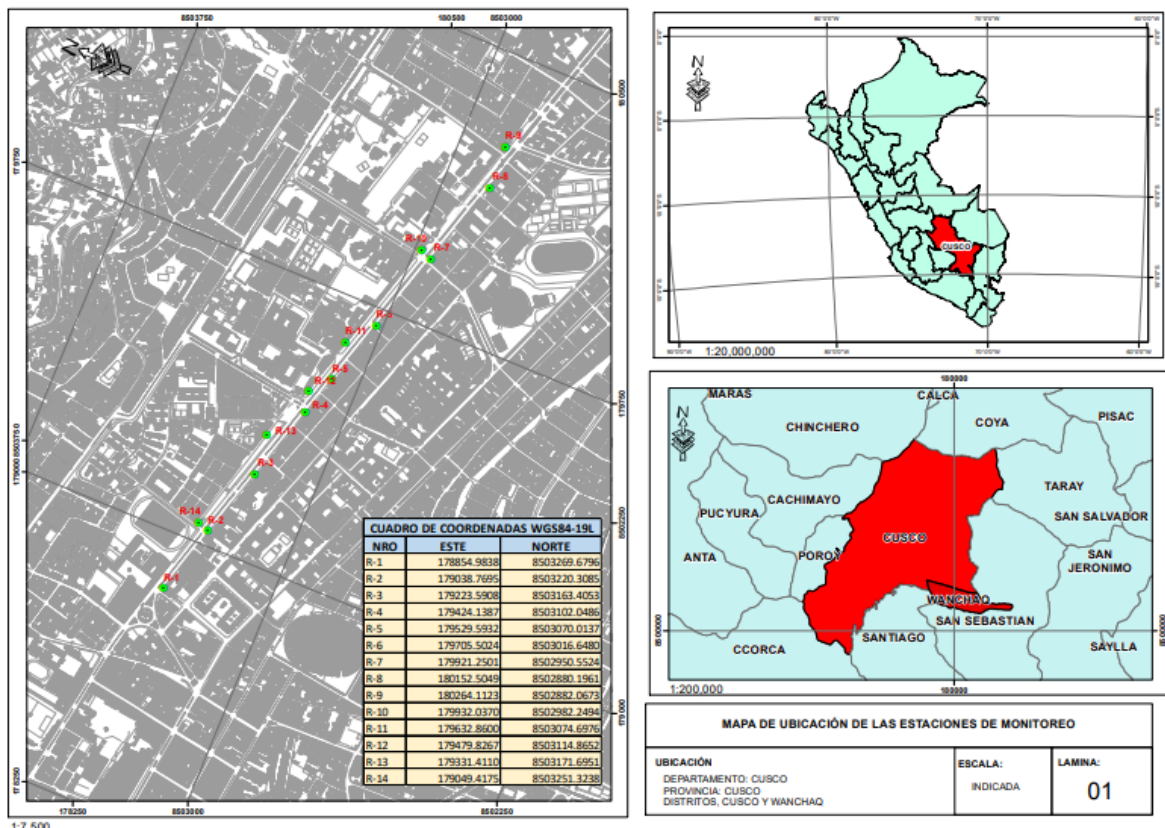 8503750
180500
8503000
N
180500
179750
R-9
R-8
R-10
R-7
R-11
R-5
R-12
R-4
R-13
R-3
179750
8503750
179000
R-14
R-2
R-1
8502250
179000
178250
178250
8503000
8502250
1:7,500
CUADRO DE COORDENADAS WGS84-19L
NRO ESTE NORTE
R-1 178854.9838 8503269.6796
R-2 179038.7695 8503220.3085
R-3 179223.5908 8503163.4053
R-4 179424.1387 8503102.0486
R-5 179529.5932 8503070.0137
R-6 179705.5024 8503016.6480
R-7 179921.2501 8502950.5524
R-8 180152.5049 8502880.1961
R-9 180264.1123 8502882.0673
R-10 179932.0370 8502982.2494
R-11 179632.8600 8503074.6976
R-12 179479.8267 8503114.8652
R-13 179331.4110 8503171.6951
R-14 179049.4175 8503251.3238
N
CUSCO
1:20,000,000
180000
N
MARAS
CALCA
CHINCHERO
COYA
PISAC
CACHIMAYO
TARAY
PUCYURA
SAN SALVADOR
CUSCO
ANTA
POROY
SAN
JERONIMO
WANCHAQ
SAN SEBASTIAN
SANTIAGO
CCORCA
SAYLLA
1:200,000
180000
MAPA DE UBICACIÓN DE LAS ESTACIONES DE MONITOREO
UBICACIÓN
DEPARTAMENTO: CUSCO
PROVINCIA: CUSCO
DISTRITOS, CUSCO Y WANCHAQ
ESCALA:
INDICADA
LAMINA:
01